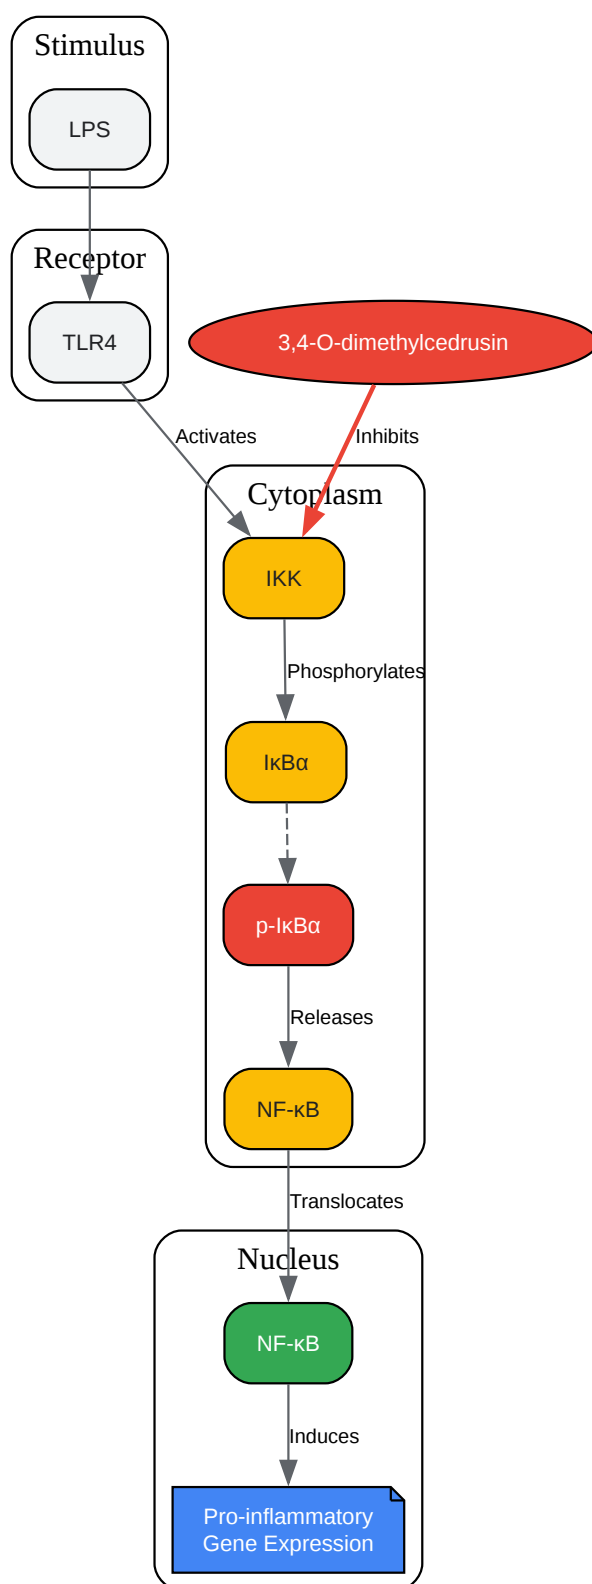 Stimulus
LPS
Receptor
TLR4
3,4-O-dimethylcedrusin
Activates
Inhibits
Cytoplasm
IKK
Phosphorylates
IκBα
p-IκBα
Releases
NF-κB
Translocates
Nucleus
NF-κB
Induces
Pro-inflammatory
Gene Expression